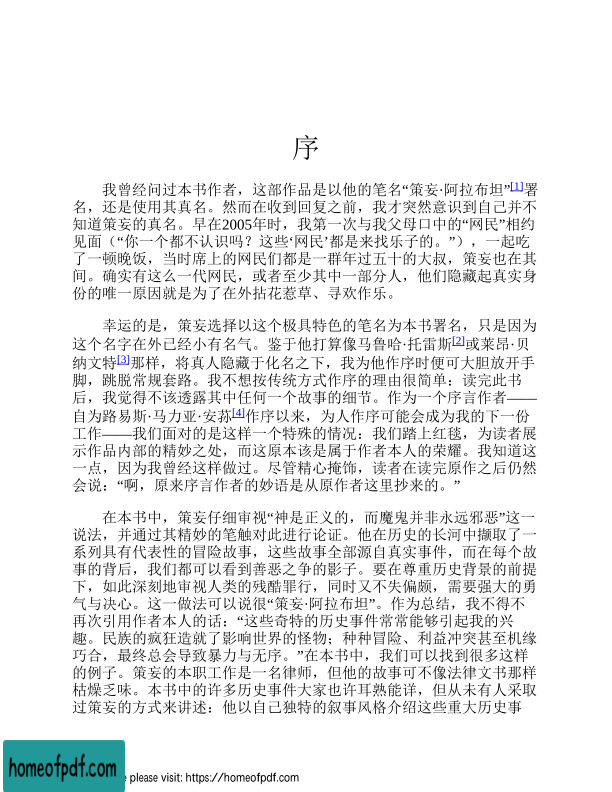 序
我曾经问过本书作者，这部作品是以他的笔名“策妄·阿拉布坦”[1]署
名，还是使用其真名。然而在收到回复之前，我才突然意识到自己并不
知道策妄的真名。早在2005年时，我第一次与我父母口中的“网民”相约
见面（“你一个都不认识吗？这些‘网民’都是来找乐子的。”），一起吃
了一顿晚饭，当时席上的网民们都是一群年过五十的大叔，策妄也在其
间。确实有这么一代网民，或者至少其中一部分人，他们隐藏起真实身
份的唯一原因就是为了在外拈花惹草、寻欢作乐。
幸运的是，策妄选择以这个极具特色的笔名为本书署名，只是因为
这个名字在外已经小有名气。鉴于他打算像马鲁哈·托雷斯[2]或莱昂·贝
纳文特[3]那样，将真人隐藏于化名之下，我为他作序时便可大胆放开手
脚，跳脱常规套路。我不想按传统方式作序的理由很简单：读完此书
后，我觉得不该透露其中任何一个故事的细节。作为一个序言作者——
自为路易斯·马力亚·安荪[4]作序以来，为人作序可能会成为我的下一份
工作——我们面对的是这样一个特殊的情况：我们踏上红毯，为读者展
示作品内部的精妙之处，而这原本该是属于作者本人的荣耀。我知道这
一点，因为我曾经这样做过。尽管精心掩饰，读者在读完原作之后仍然
会说：“啊，原来序言作者的妙语是从原作者这里抄来的。”
在本书中，策妄仔细审视“神是正义的，而魔鬼并非永远邪恶”这一
说法，并通过其精妙的笔触对此进行论证。他在历史的长河中撷取了一
系列具有代表性的冒险故事，这些故事全部源自真实事件，而在每个故
事的背后，我们都可以看到善恶之争的影子。要在尊重历史背景的前提
下，如此深刻地审视人类的残酷罪行，同时又不失偏颇，需要强大的勇
气与决心。这一做法可以说很“策妄·阿拉布坦”。作为总结，我不得不
再次引用作者本人的话：“这些奇特的历史事件常常能够引起我的兴
趣。民族的疯狂造就了影响世界的怪物；种种冒险、利益冲突甚至机缘
巧合，最终总会导致暴力与无序。”在本书中，我们可以找到很多这样
的例子。策妄的本职工作是一名律师，但他的故事可不像法律文书那样
枯燥乏味。本书中的许多历史事件大家也许耳熟能详，但从未有人采取
过策妄的方式来讲述：他以自己独特的叙事风格介绍这些重大历史事
homeofpdf.com
e please visit: https://homeofpdf.com